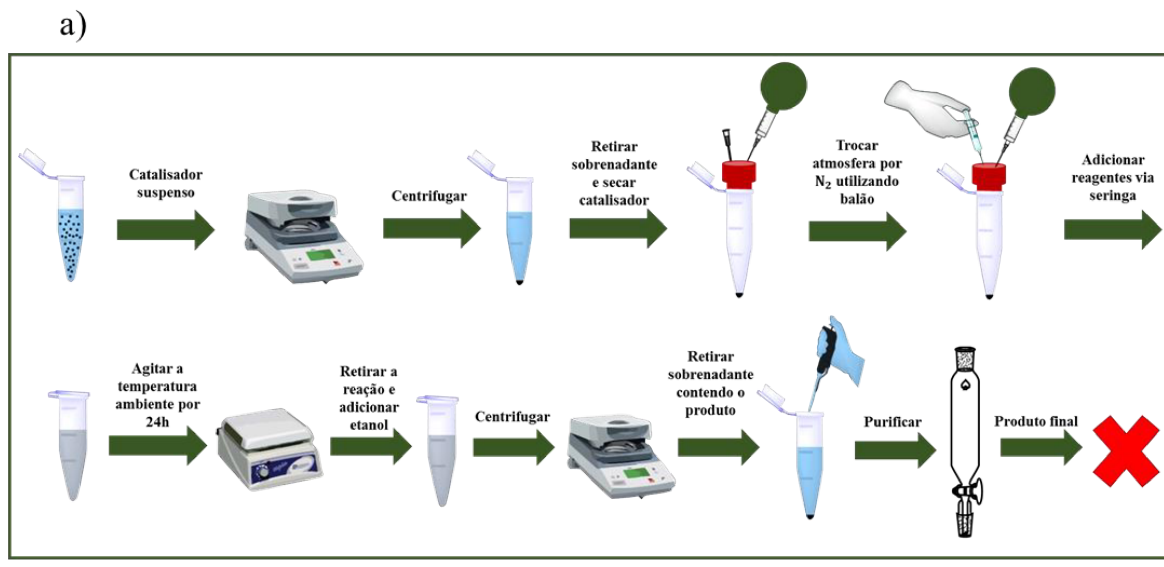 a)
Catalisador
suspenso
Centrifugar
Retirar
sobrenadante
e secar
catalisador
Trocar
atmosfera por
N₂ utilizando
balão
Adicionar
reagentes via
seringa
Agitar a
temperatura
ambiente por
24h
Retirar a
reação e
adicionar
etanol
Centrifugar
Retirar
sobrenadante
contendo o
produto
Purificar
Produto final